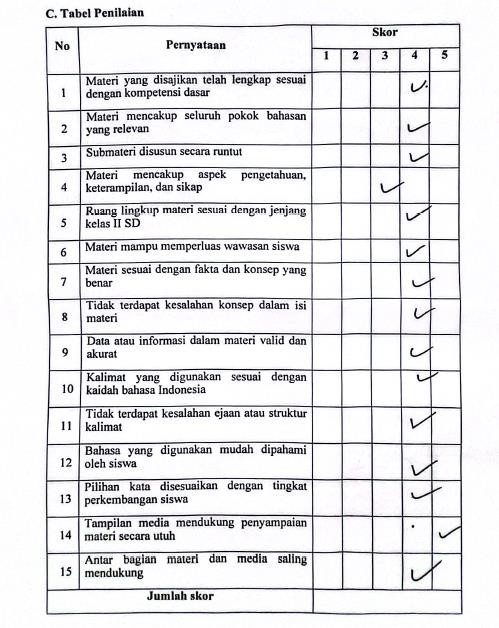 C. Tabel Penilaian
No Pernyataan Skor
1 2 3 4 5
1 Materi yang disajikan telah lengkap sesuai
dengan kompetensi dasar ✓
2 Materi mencakup seluruh pokok bahasan
yang relevan ✓
3 Submateri disusun secara runtut ✓
4 Materi mencakup aspek pengetahuan,
keterampilan, dan sikap ✓
5 Ruang lingkup materi sesuai dengan jenjang
kelas II SD ✓
6 Materi mampu memperluas wawasan siswa ✓
7 Materi sesuai dengan fakta dan konsep yang
benar ✓
8 Tidak terdapat kesalahan konsep dalam isi
materi ✓
9 Data atau informasi dalam materi valid dan
akurat ✓
10 Kalimat yang digunakan sesuai dengan
kaidah bahasa Indonesia ✓
11 Tidak terdapat kesalahan ejaan atau struktur
kalimat ✓
12 Bahasa yang digunakan mudah dipahami
oleh siswa ✓
13 Pilihan kata disesuaikan dengan tingkat
perkembangan siswa ✓
14 Tampilan media mendukung penyampaian
materi secara utuh ✓
15 Antar bagian materi dan media saling
mendukung ✓
Jumlah skor